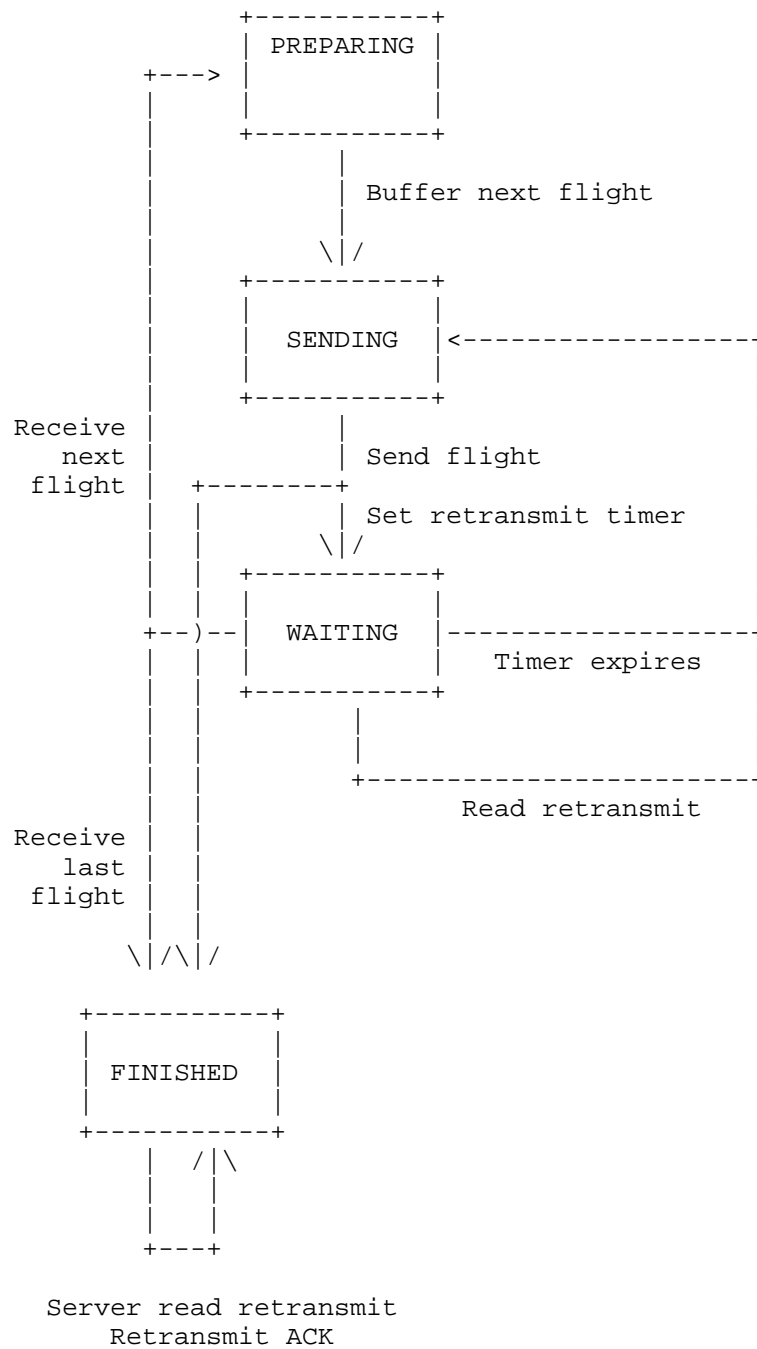 PREPARING
Buffer next flight
SENDING
Receive
next
flight
Send flight
Set retransmit timer
WAITING
Timer expires
Read retransmit
Receive
last
flight
FINISHED
Server read retransmit
Retransmit ACK